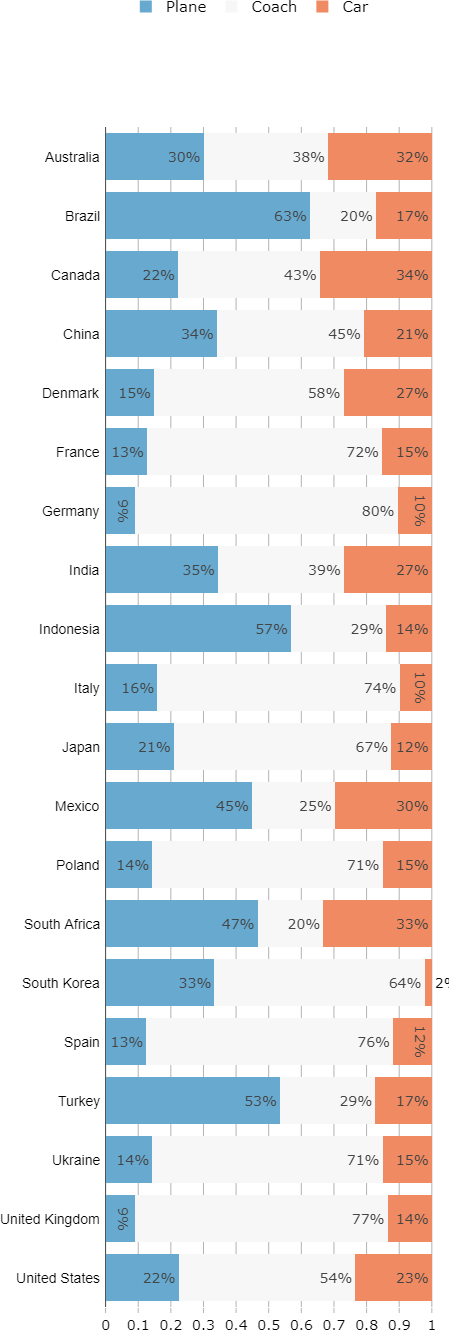 Plane Coach Car
Australia 30% 38% 32%
Brazil 63% 20% 17%
Canada 22% 43% 34%
China 34% 45% 21%
Denmark 15% 58% 27%
France 13% 72% 15%
Germany 9% 80% 10%
India 35% 39% 27%
Indonesia 57% 29% 14%
Italy 16% 74% 10%
Japan 21% 67% 12%
Mexico 45% 25% 30%
Poland 14% 71% 15%
South Africa 47% 20% 33%
South Korea 33% 64% 2%
Spain 13% 76% 12%
Turkey 53% 29% 17%
Ukraine 14% 71% 15%
United Kingdom 9% 77% 14%
United States 22% 54% 23%
0 0.1 0.2 0.3 0.4 0.5 0.6 0.7 0.8 0.9 1